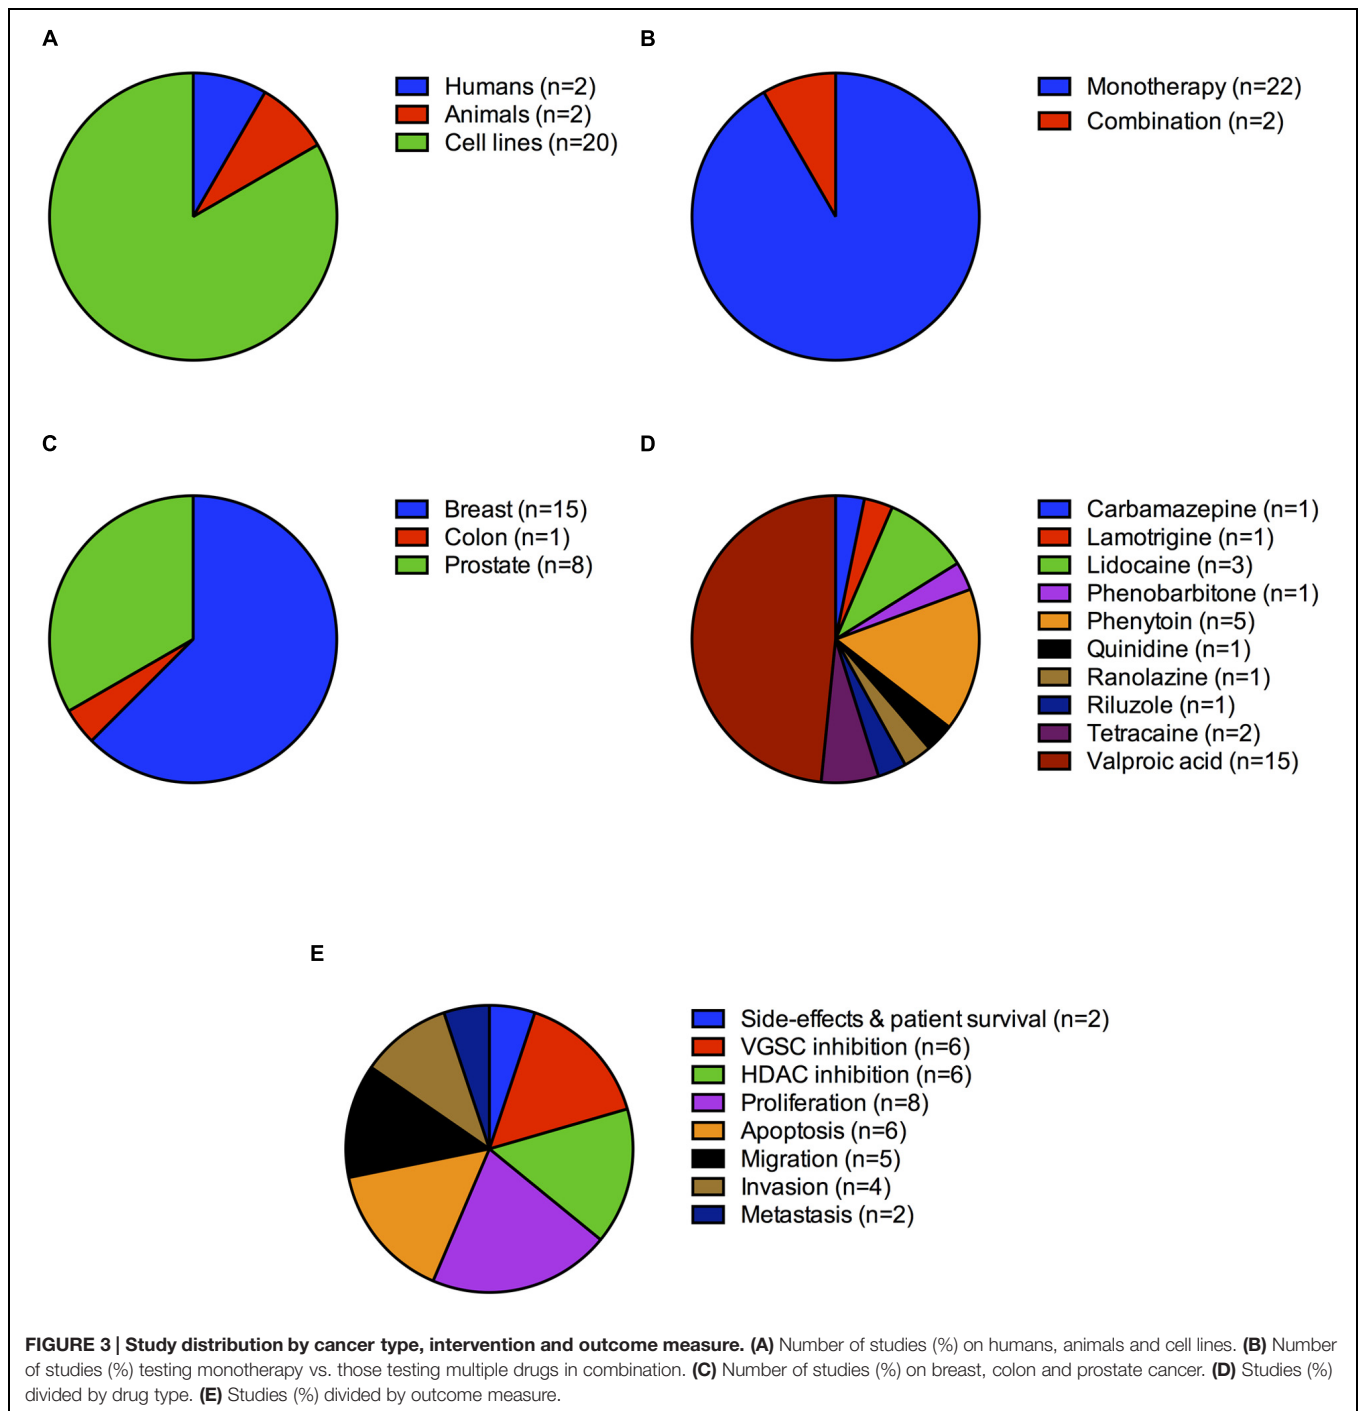 A
Humans (n=2)
Animals (n=2)
Cell lines (n=20)
B
Monotherapy (n=22)
Combination (n=2)
C
Breast (n=15)
Colon (n=1)
Prostate (n=8)
D
Carbamazepine (n=1)
Lamotrigine (n=1)
Lidocaine (n=3)
Phenobarbitone (n=1)
Phenytoin (n=5)
Quinidine (n=1)
Ranolazine (n=1)
Riluzole (n=1)
Tetracaine (n=2)
Valproic acid (n=15)
E
Side-effects & patient survival (n=2)
VGSC inhibition (n=6)
HDAC inhibition (n=6)
Proliferation (n=8)
Apoptosis (n=6)
Migration (n=5)
Invasion (n=4)
Metastasis (n=2)
FIGURE 3 | Study distribution by cancer type, intervention and outcome measure. (A) Number of studies (%) on humans, animals and cell lines. (B) Number
of studies (%) testing monotherapy vs. those testing multiple drugs in combination. (C) Number of studies (%) on breast, colon and prostate cancer. (D) Studies (%)
divided by drug type. (E) Studies (%) divided by outcome measure.